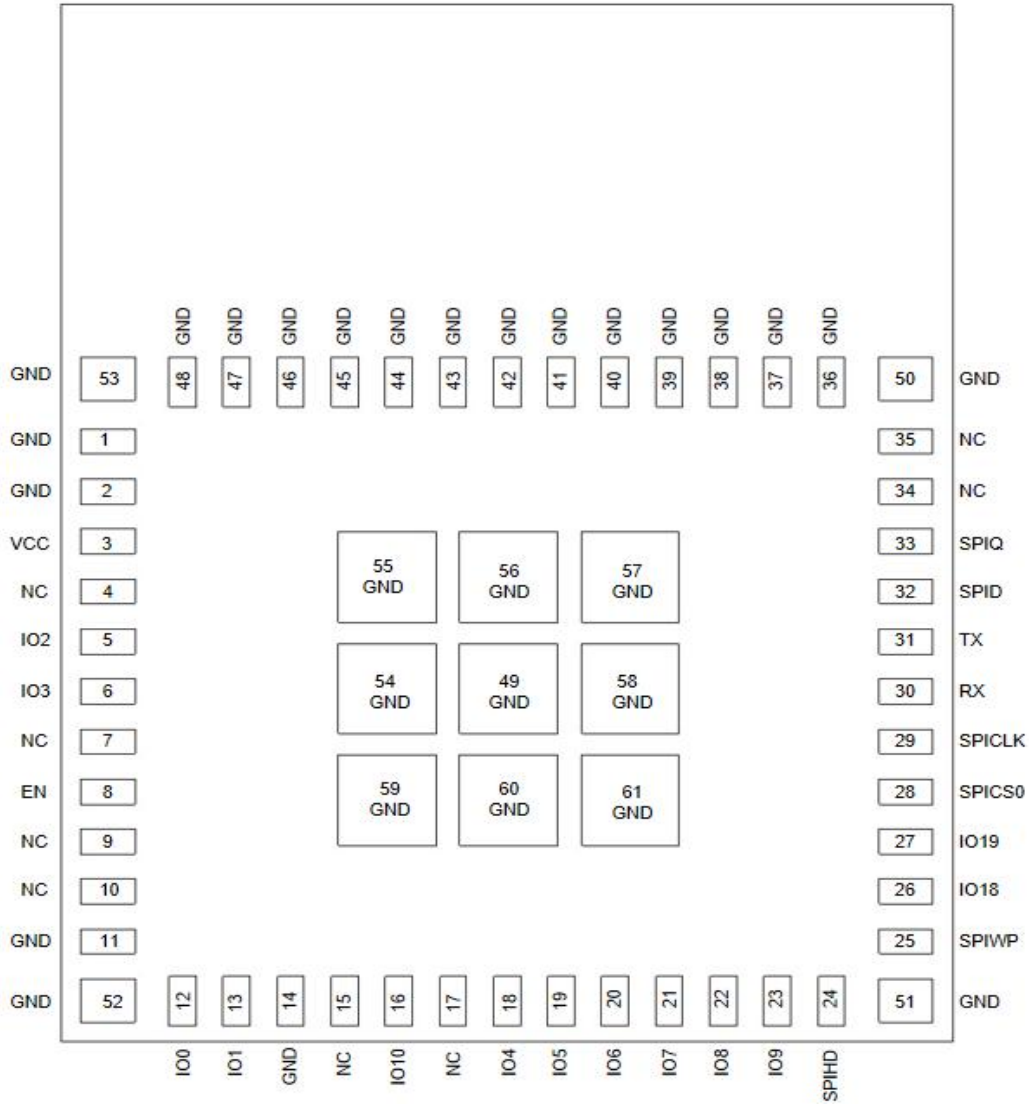 GND GND GND GND GND GND GND GND GND GND GND GND GND
GND 53 48 47 46 45 44 43 42 41 40 39 38 37 36 50 GND
GND 1 35 NC
GND 2 34 NC
VCC 3 33 SPIQ
NC 4 32 SPID
55 56 57
GND GND GND
IO2 5 31 TX
IO3 6 30 RX
54 49 58
GND GND GND
NC 7 29 SPICLK
EN 8 28 SPICS0
59 60 61
GND GND GND
NC 9 27 IO19
NC 10 26 IO18
GND 11 25 SPIWP
GND 52 12 13 14 15 16 17 18 19 20 21 22 23 24 51 GND
IO0 IO1 GND NC IO10 NC IO4 IO5 IO6 IO7 IO8 IO9 SPIHD